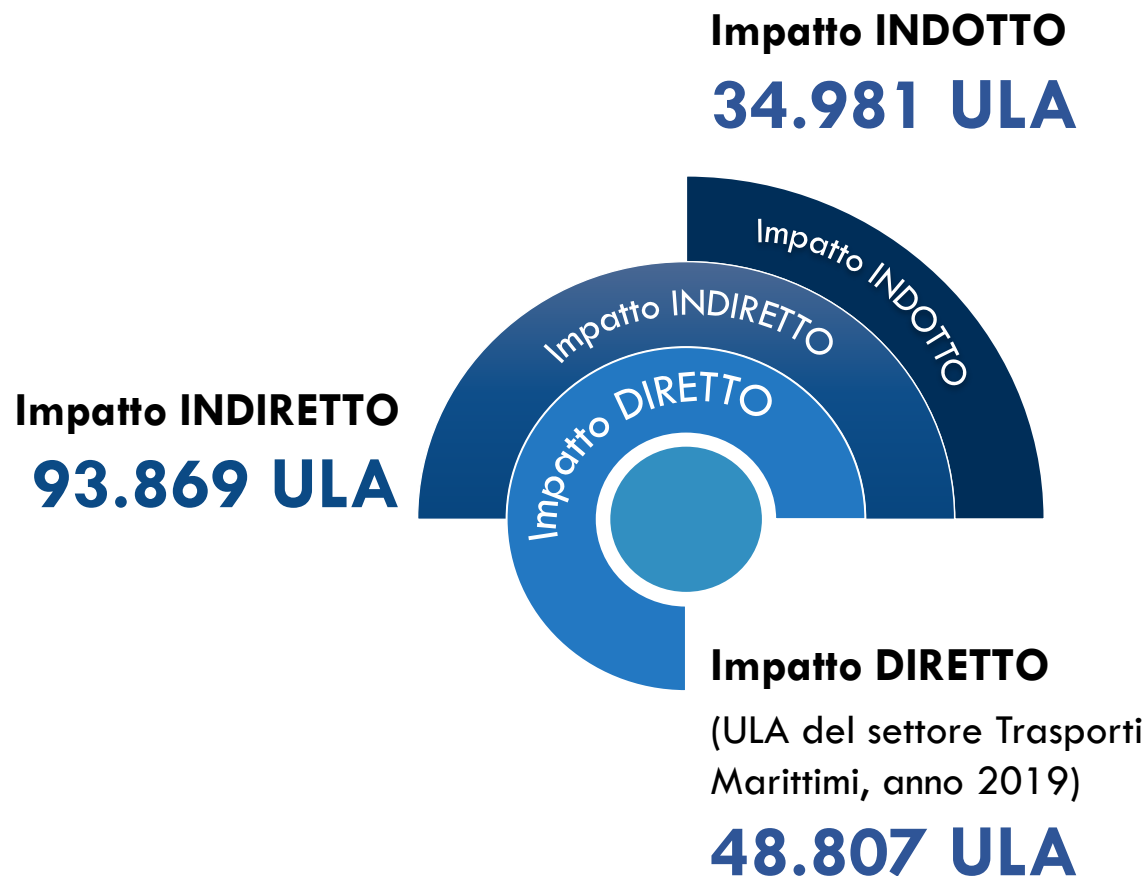 Impatto INDOTTO
34.981 ULA
Impatto INDOTTO
Impatto INDIRETTO
Impatto DIRETTO
Impatto INDIRETTO
93.869 ULA
Impatto DIRETTO
(ULA del settore Trasporti
Marittimi, anno 2019)
48.807 ULA